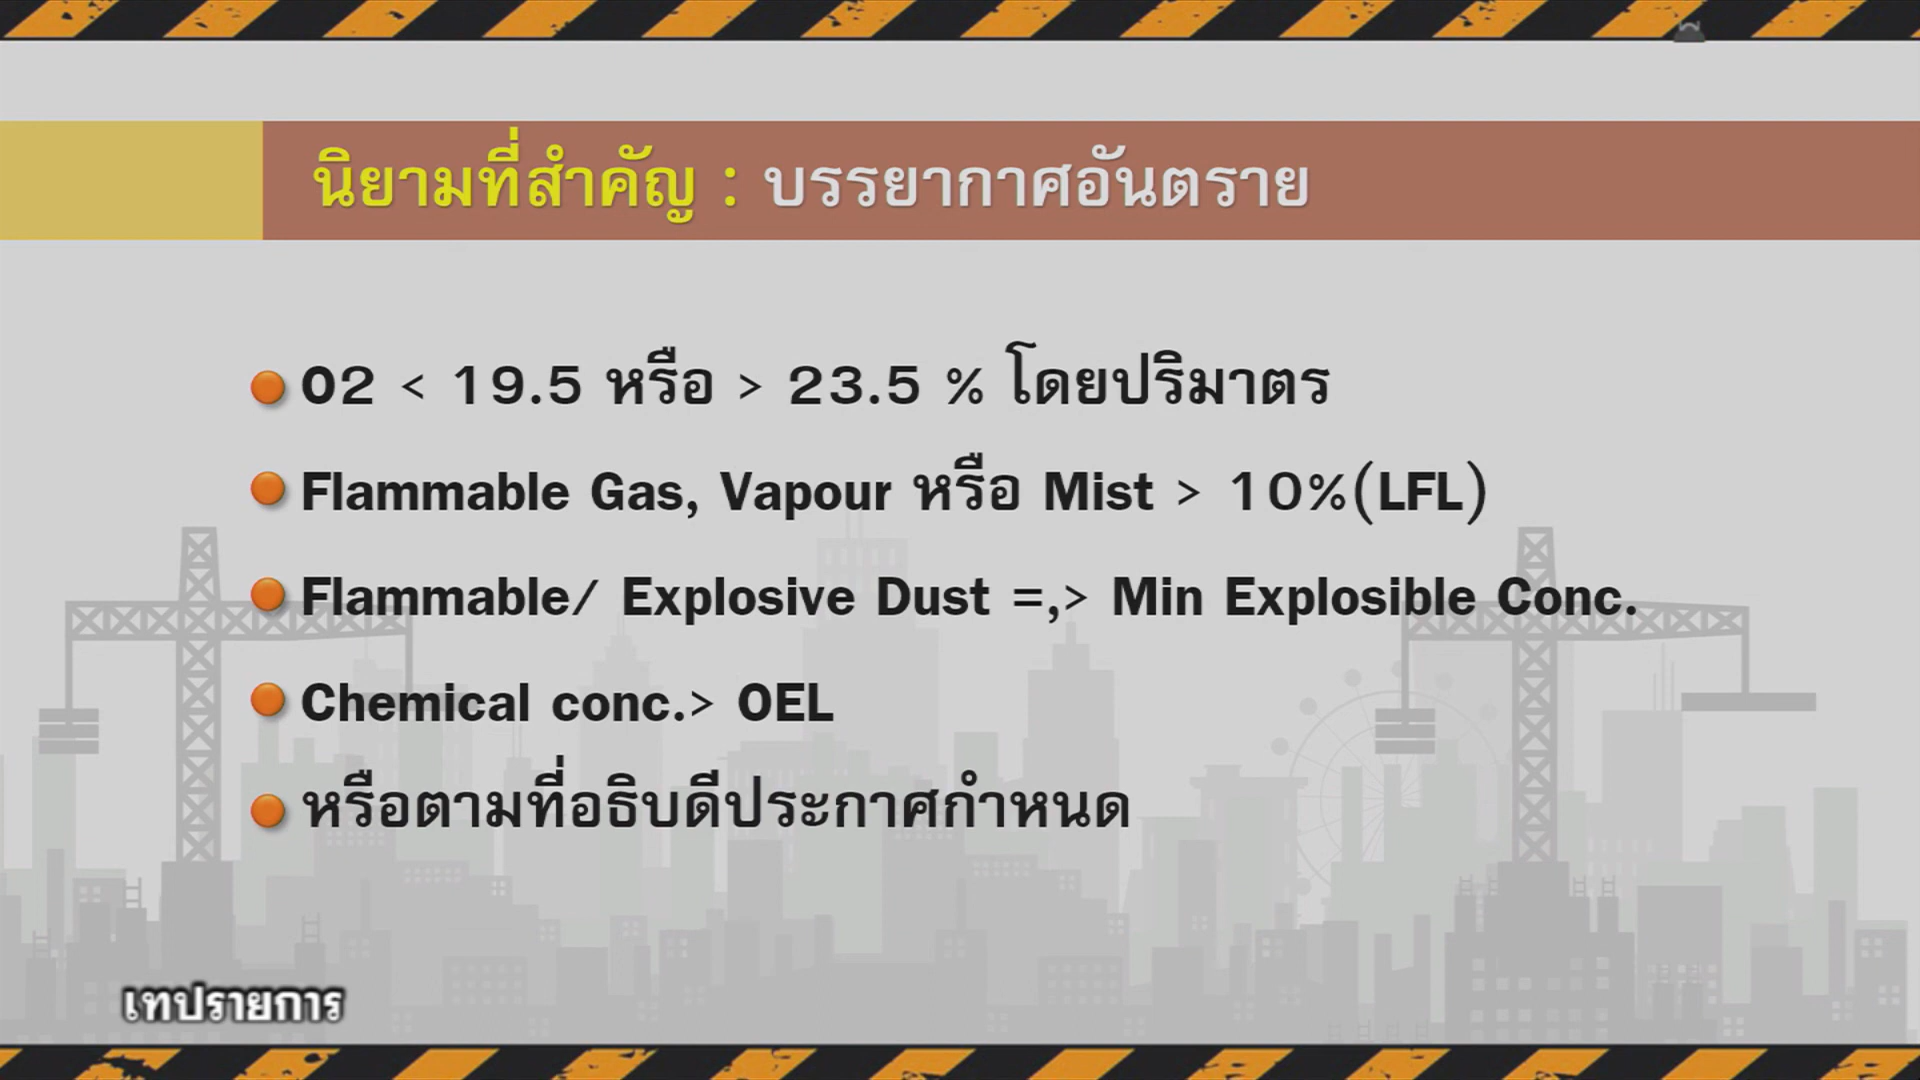 นิยามที่สำคัญ : บรรยากาศอันตราย
O2 < 19.5 หรือ > 23.5 % โดยปริมาตร
Flammable Gas, Vapour หรือ Mist > 10%(LFL)
Flammable/ Explosive Dust =,> Min Explosible Conc.
Chemical conc.> OEL
หรือตามที่อธิบดีประกาศกำหนด
เทปรายการ